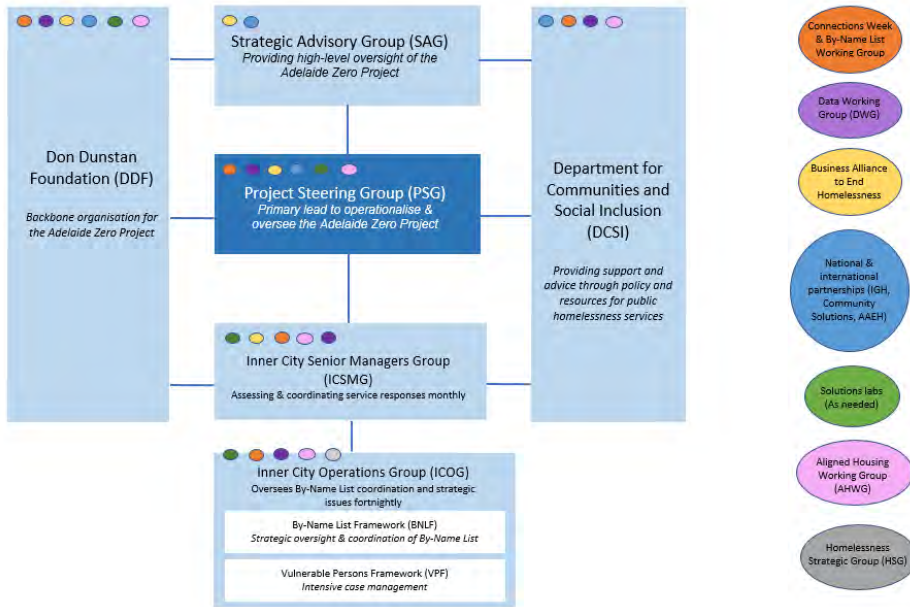 Strategic Advisory Group (SAG)
Providing high-level oversight of the
Adelaide Zero Project
Don Dunstan
Foundation (DDF)
Backbone organisation for
the Adelaide Zero Project
Project Steering Group (PSG)
Primary lead to operationalise &
oversee the Adelaide Zero Project
Department for
Communities and
Social Inclusion
(DCSI)
Providing support and
advice through policy and
resources for public
homelessness services
Inner City Senior Managers Group
(ICSMG)
Assessing & coordinating service responses monthly
Inner City Operations Group (ICOG)
Oversees By-Name List coordination and strategic
issues fortnightly
By-Name List Framework (BNLF)
Strategic oversight & coordination of By-Name List
Vulnerable Persons Framework (VPF)
Intensive case management
Connections Week
& By-Name List
Working Group
Data Working
Group (DWG)
Business Alliance
to End
Homelessness
National &
international
partnerships (IGH,
Community
Solutions, AAEH)
Solutions labs
(As needed)
Aligned Housing
Working Group
(AHWG)
Homelessness
Strategic Group (HSG)